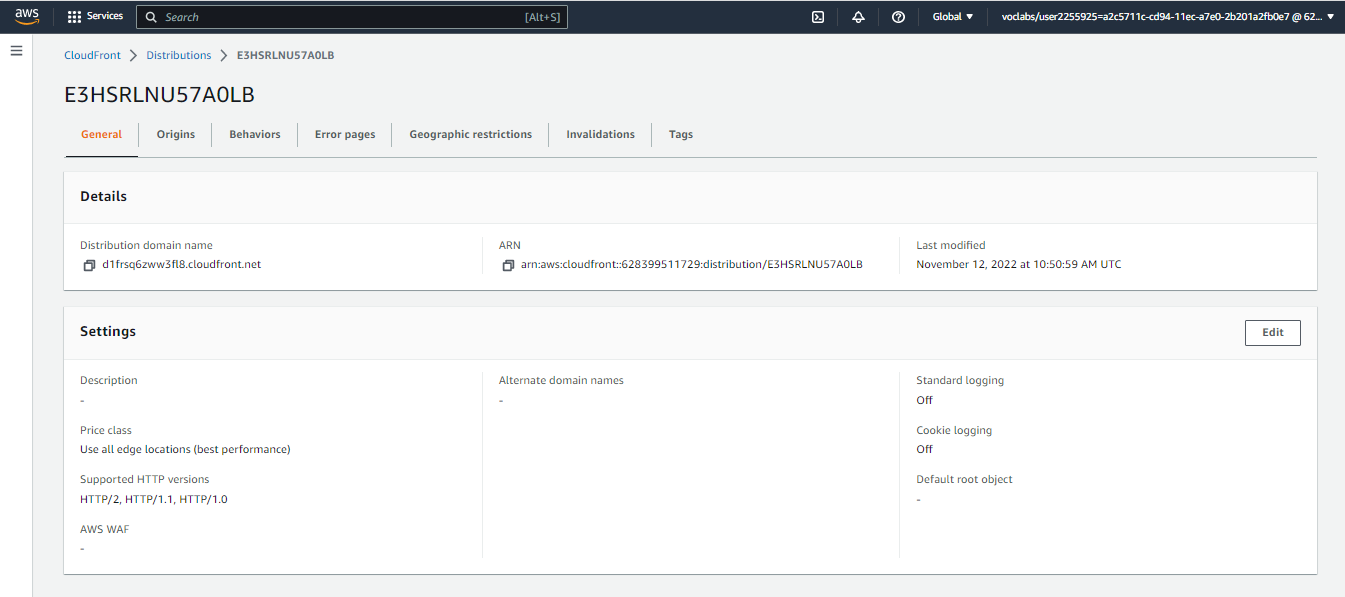 aws
Services
Search [Alt+S]
Global
voclabs/user2255925=a2c5711c-cd94-11ec-a7e0-2b201a2fb0e7 @ 62...
CloudFront > Distributions > E3HSRLNU57A0LB
E3HSRLNU57A0LB
General Origins Behaviors Error pages Geographic restrictions Invalidations Tags
Details
Distribution domain name ARN Last modified
d1frsq6zww3fl8.cloudfront.net arn:aws:cloudfront::628399511729:distribution/E3HSRLNU57A0LB November 12, 2022 at 10:50:59 AM UTC
Settings Edit
Description Alternate domain names Standard logging
- - Off
Price class Cookie logging
Use all edge locations (best performance) Off
Supported HTTP versions Default root object
HTTP/2, HTTP/1.1, HTTP/1.0 -
AWS WAF
-